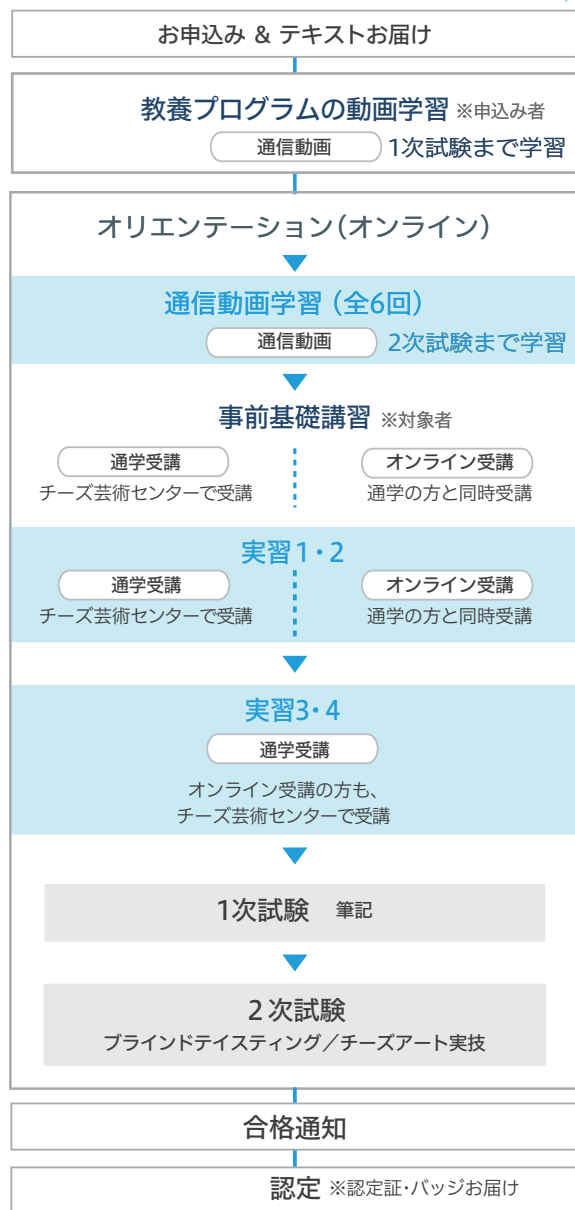 お申込み & テキストお届け
教養プログラムの動画学習 ※申込み者
通信動画 1次試験まで学習
オリエンテーション(オンライン)
通信動画学習(全6回)
通信動画 2次試験まで学習
事前基礎講習 ※対象者
通学受講 オンライン受講
チーズ芸術センターで受講 通学の方と同時受講
実習1・2
通学受講 オンライン受講
チーズ芸術センターで受講 通学の方と同時受講
実習3・4
通学受講
オンライン受講の方も、
チーズ芸術センターで受講
1次試験 筆記
2次試験
ブラインドテイスティング／チーズアート実技
合格通知
認定 ※認定証・バッジお届け